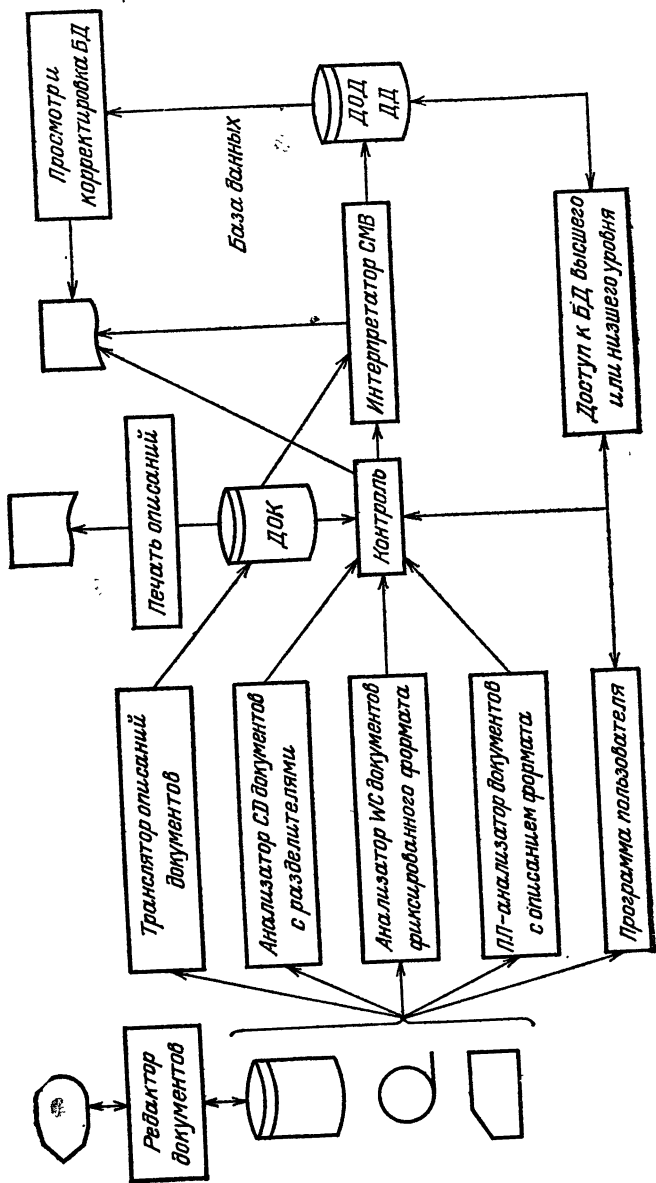 Редактор
документов
Транслятор описаний
документов
Анализатор CD документов
с разделителями
Анализатор WC документов
фиксированного формата
ПП-анализатор документов
с описанием формата
Программа пользователя
Печать описаний
ДОК
Контроль
Интерпретатор СМВ
Просмотр и
корректировка БД
База данных
ДОД
ДД
Доступ к БД высшего
или низшего уровня